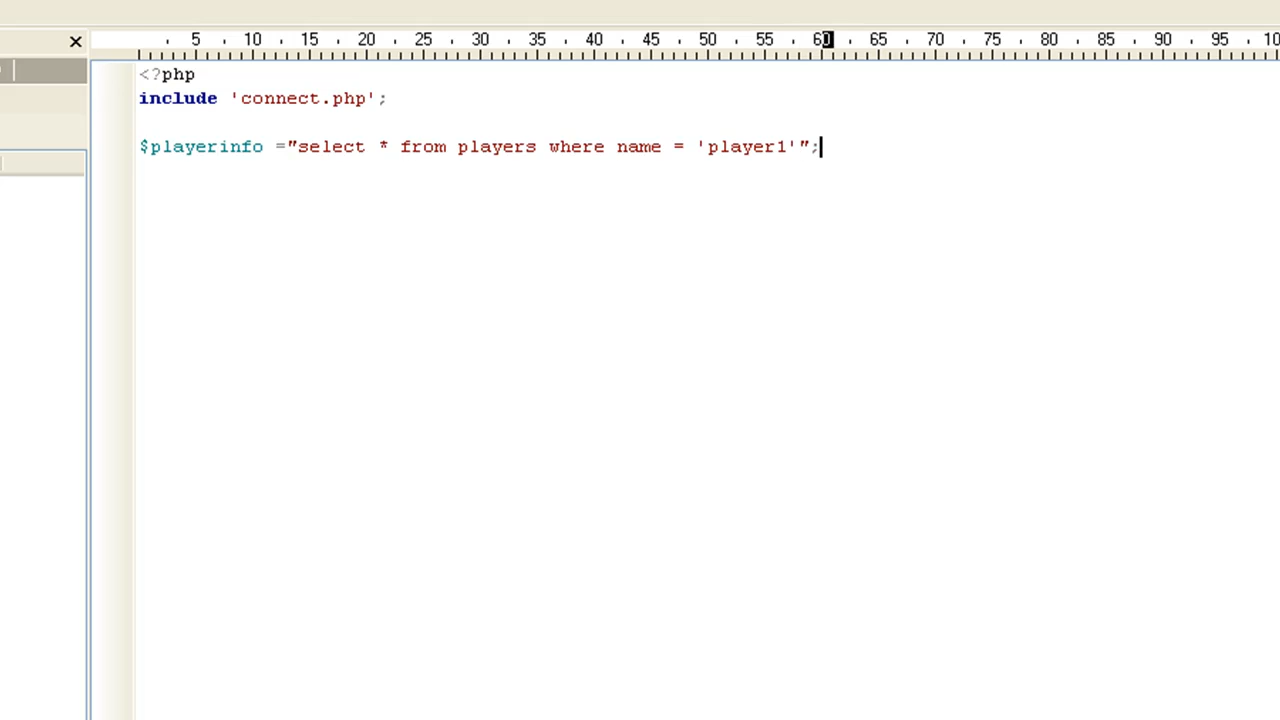 5 10 15 20 25 30 35 40 45 50 55 60 65 70 75 80 85 90 95 10
<?php
include 'connect.php';
$playerinfo ="select * from players where name = 'player1'";